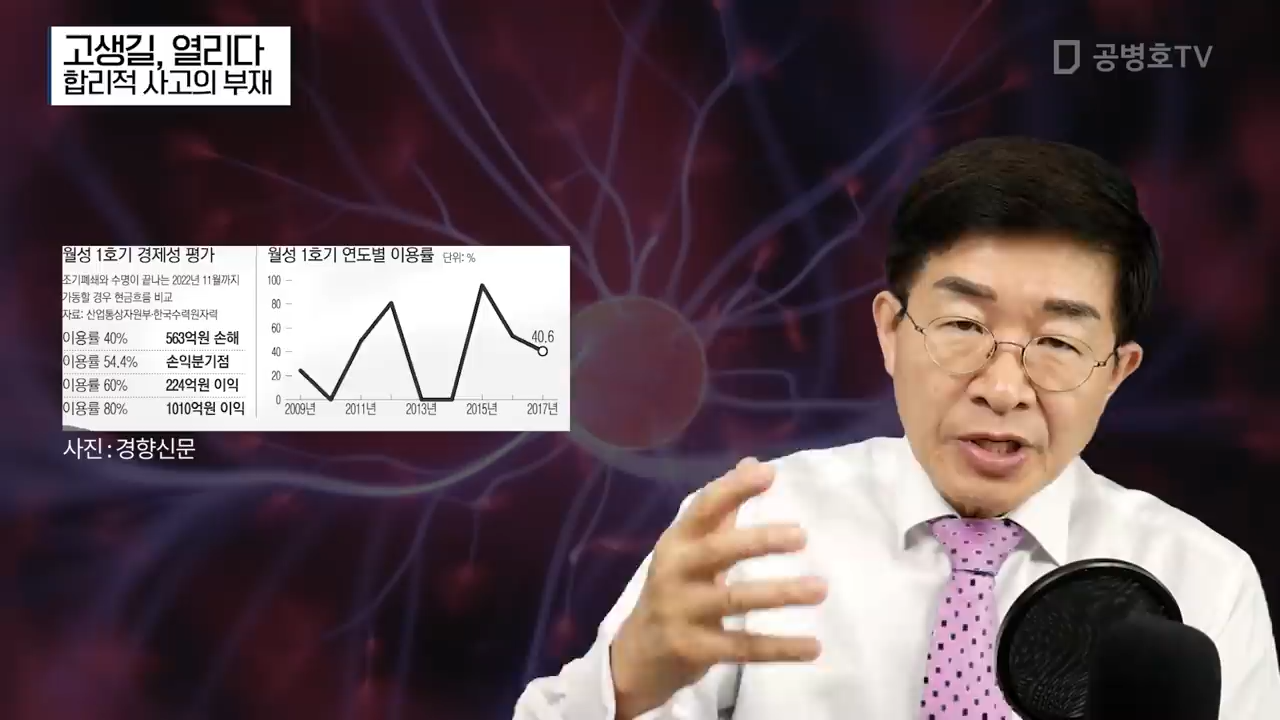 고생길, 열리다
합리적 사고의 부재
공병호TV
월성 1호기 경제성 평가
조기폐쇄와 수명이 끝나는 2022년 11월까지
가동할 경우 현금흐름 비교
자료: 산업통상자원부·한국수력원자력
이용률 40% 563억원 손해
이용률 54.4% 손익분기점
이용률 60% 224억원 이익
이용률 80% 1010억원 이익
월성 1호기 연도별 이용률 단위: %
100
80
60
40
20
0
40.6
2009년 2011년 2013년 2015년 2017년
사진 : 경향신문